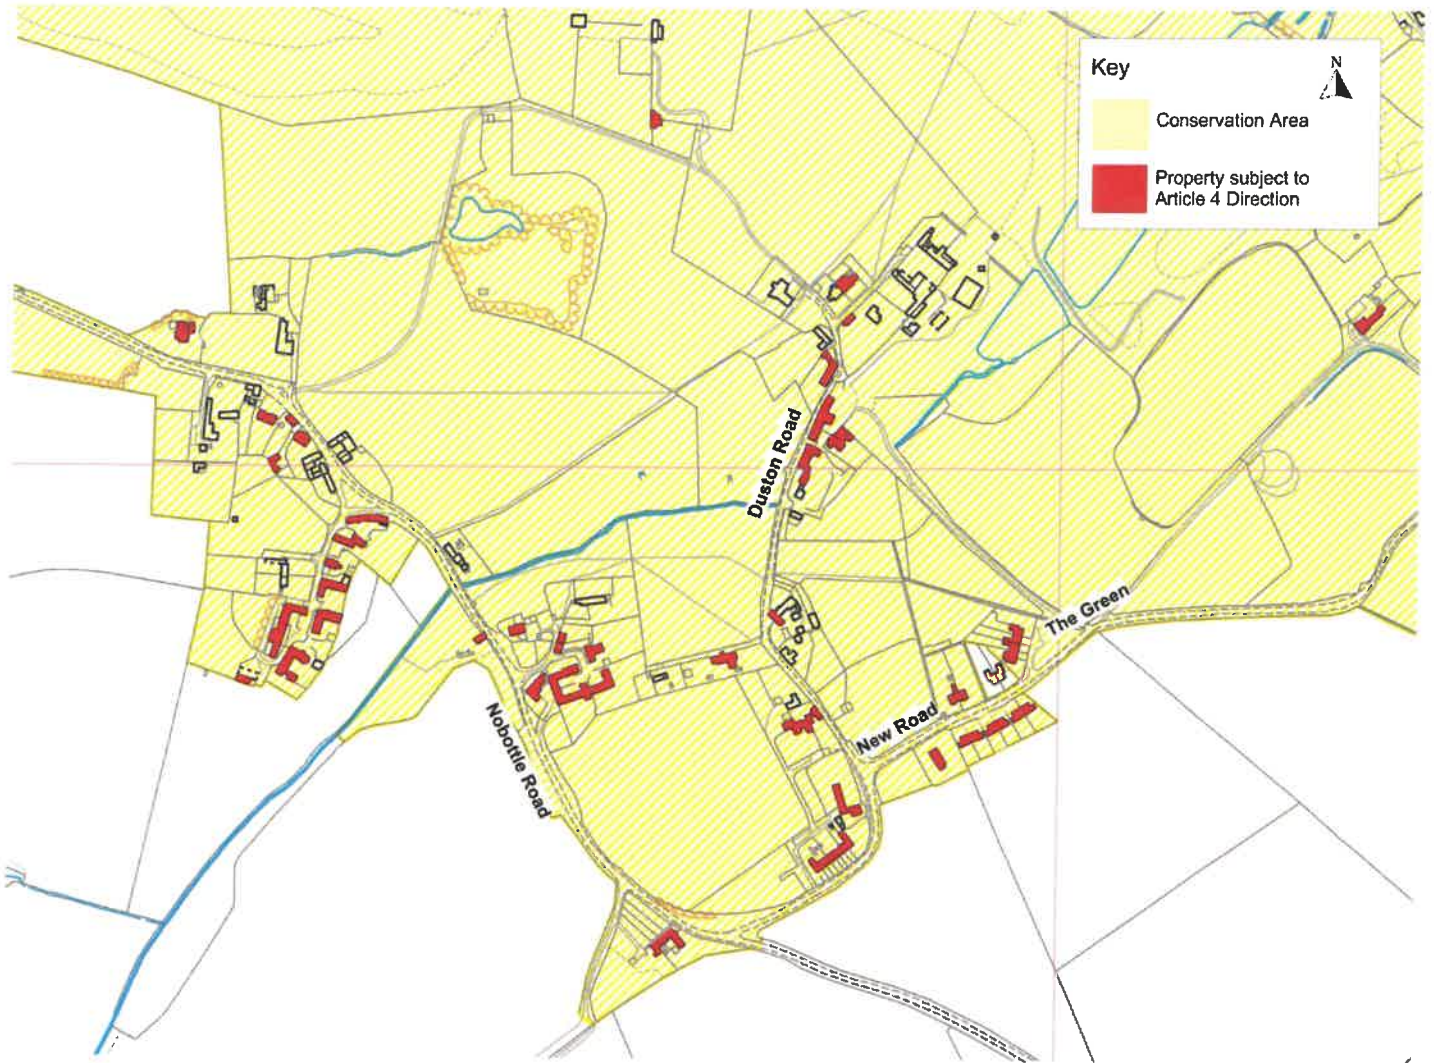 Key
N
Conservation Area
Property subject to
Article 4 Direction
Duston Road
The Green
New Road
Nobottle Road